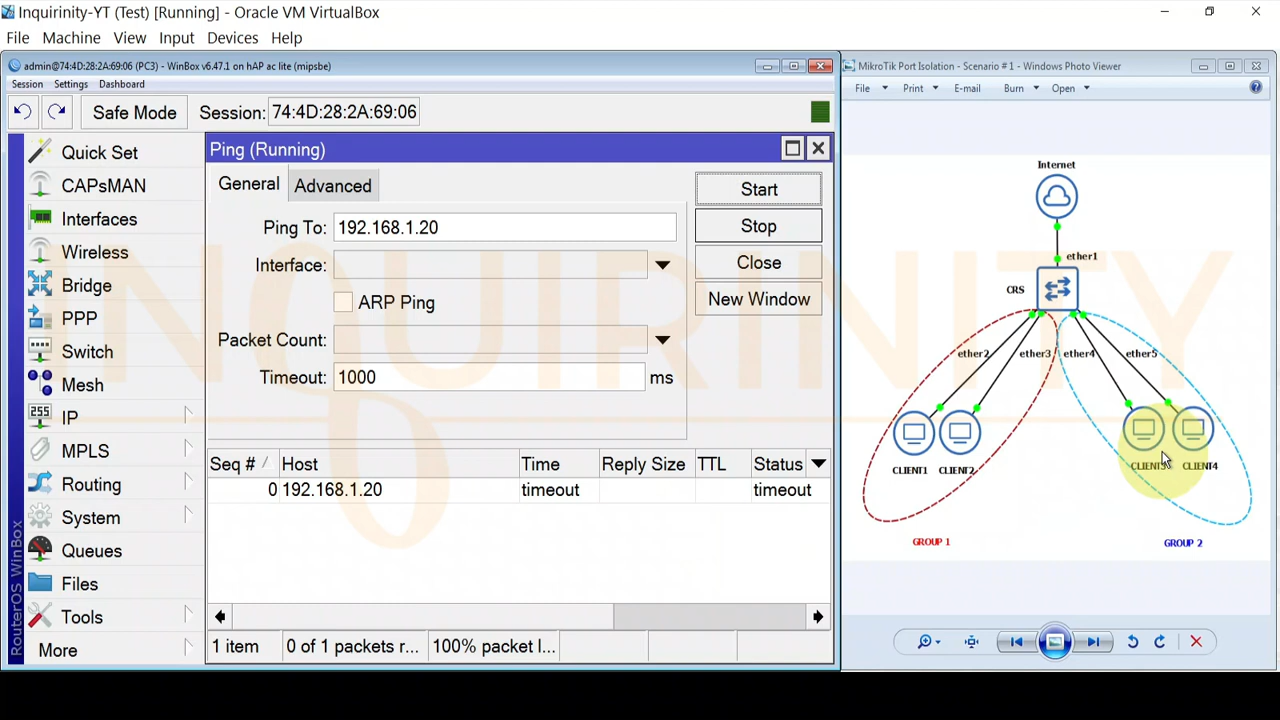 Inquirinity-YT (Test) [Running] - Oracle VM VirtualBox
File Machine View Input Devices Help
admin@74:4D:28:2A:69:06 (PC3) - WinBox v6.47.1 on hAP ac lite (mipsbe)
Session Settings Dashboard
Safe Mode Session: 74:4D:28:2A:69:06
Quick Set
CAPsMAN
Interfaces
Wireless
Bridge
PPP
Switch
Mesh
255 IP
MPLS
Routing
System
Queues
Files
Tools
More
RouterOS WinBox
Ping (Running)
General Advanced
Ping To: 192.168.1.20
Interface:
ARP Ping
Packet Count:
Timeout: 1000 ms
Start
Stop
Close
New Window
Seq # Host Time Reply Size TTL Status
0 192.168.1.20 timeout timeout
1 item 0 of 1 packets r... 100% packet l...
MikroTik Port Isolation - Scenario #1 - Windows Photo Viewer
File Print E-mail Burn Open
Internet
ether1
CRS
ether2 ether3 ether4 ether5
CLIENT1 CLIENT2 CLIENT3 CLIENT4
GROUP 1 GROUP 2
INQUIRINITY